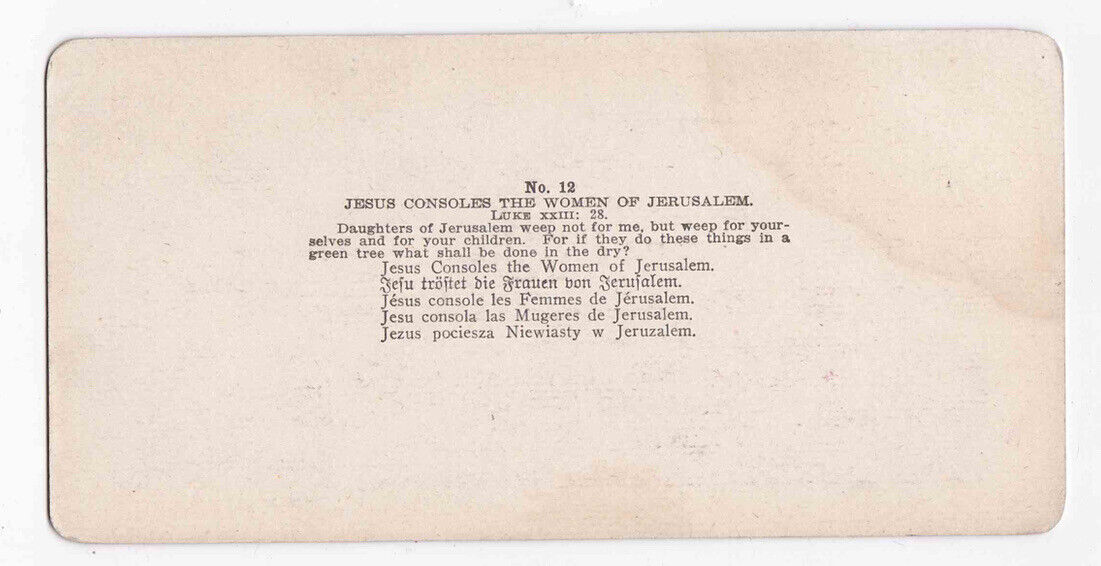 No. 12
JESUS CONSOLES THE WOMEN OF JERUSALEM.
LUKE XXIII: 28.
Daughters of Jerusalem weep not for me, but weep for your-
selves and for your children. For if they do these things in a
green tree what shall be done in the dry?
Jesus Consoles the Women of Jerusalem.
Jesu tröstet die Frauen von Jerusalem.
Jésus console les Femmes de Jérusalem.
Jesu consola las Mugeres de Jerusalem.
Jezus pociesza Niewiasty w Jeruzalem.